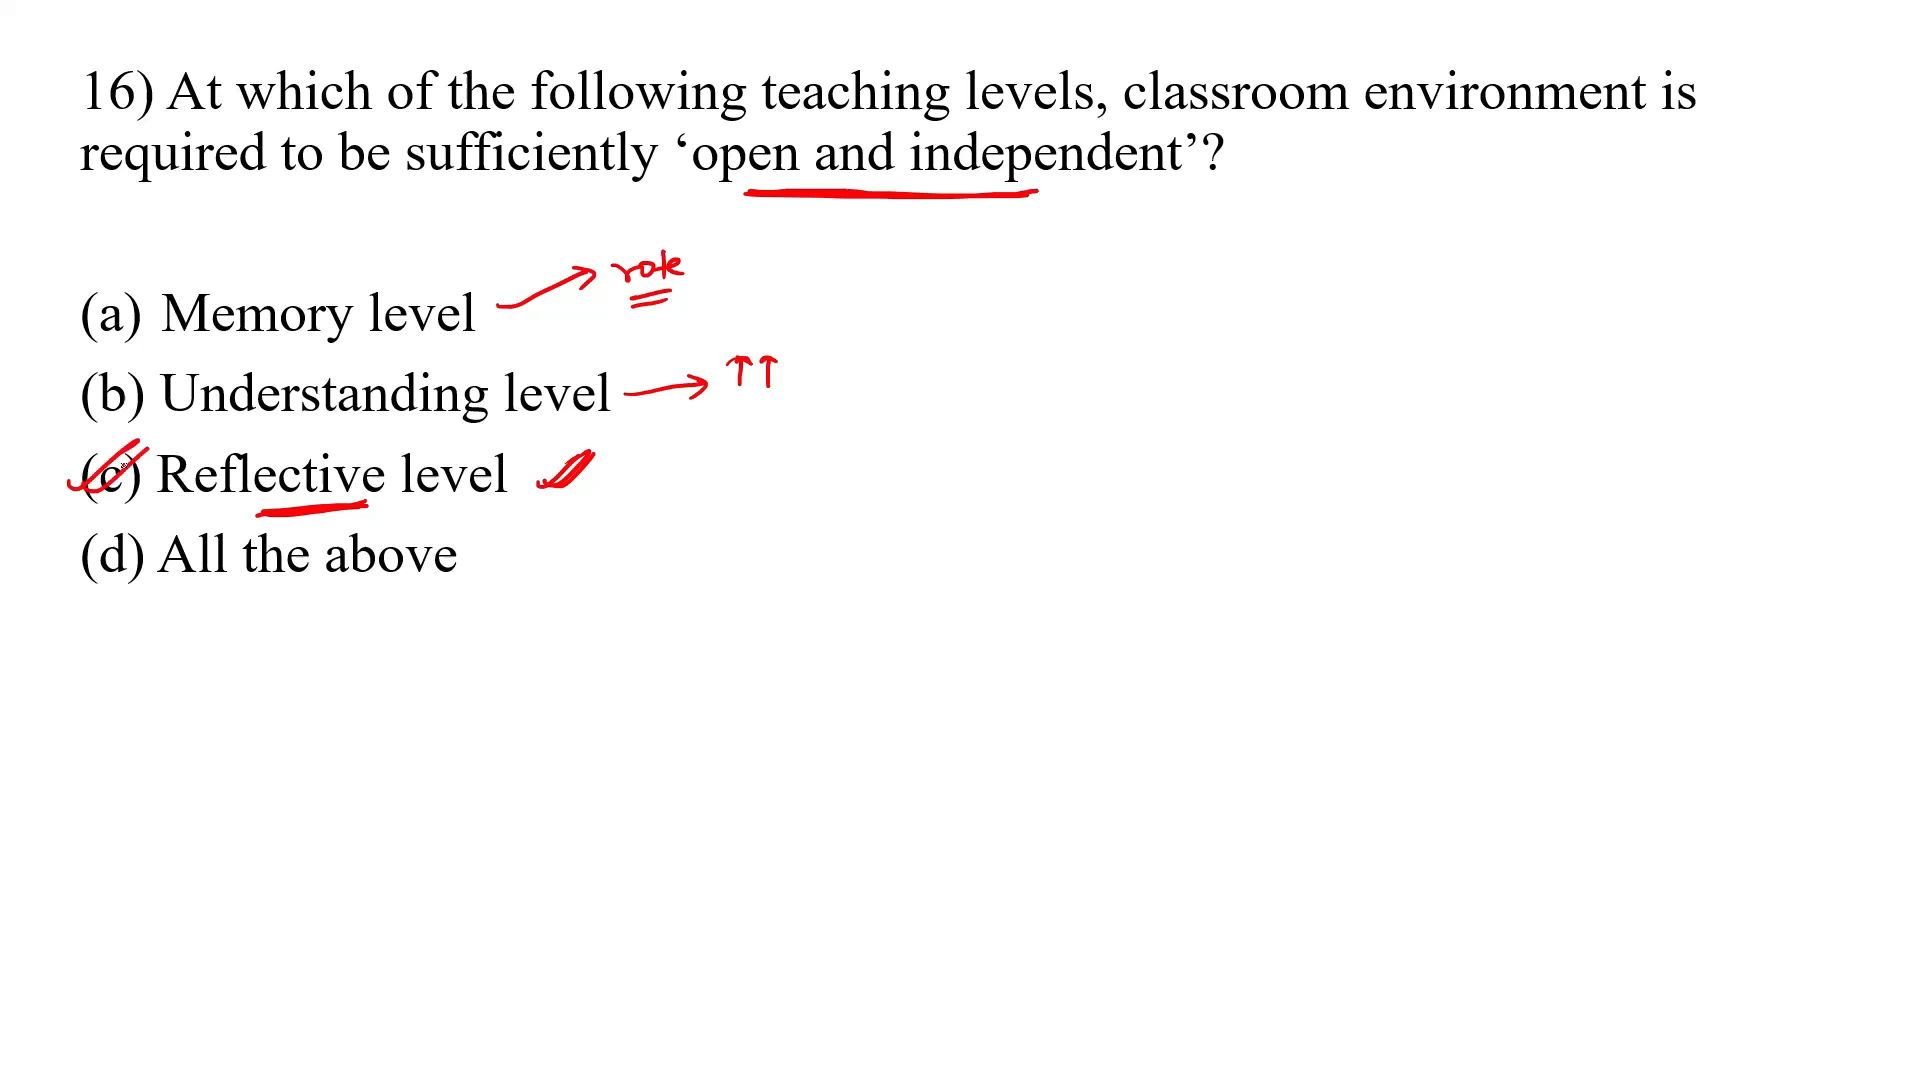 16) At which of the following teaching levels, classroom environment is
required to be sufficiently ‘open and independent’?
(a) Memory level
rote
(b) Understanding level
(c) Reflective level
(d) All the above